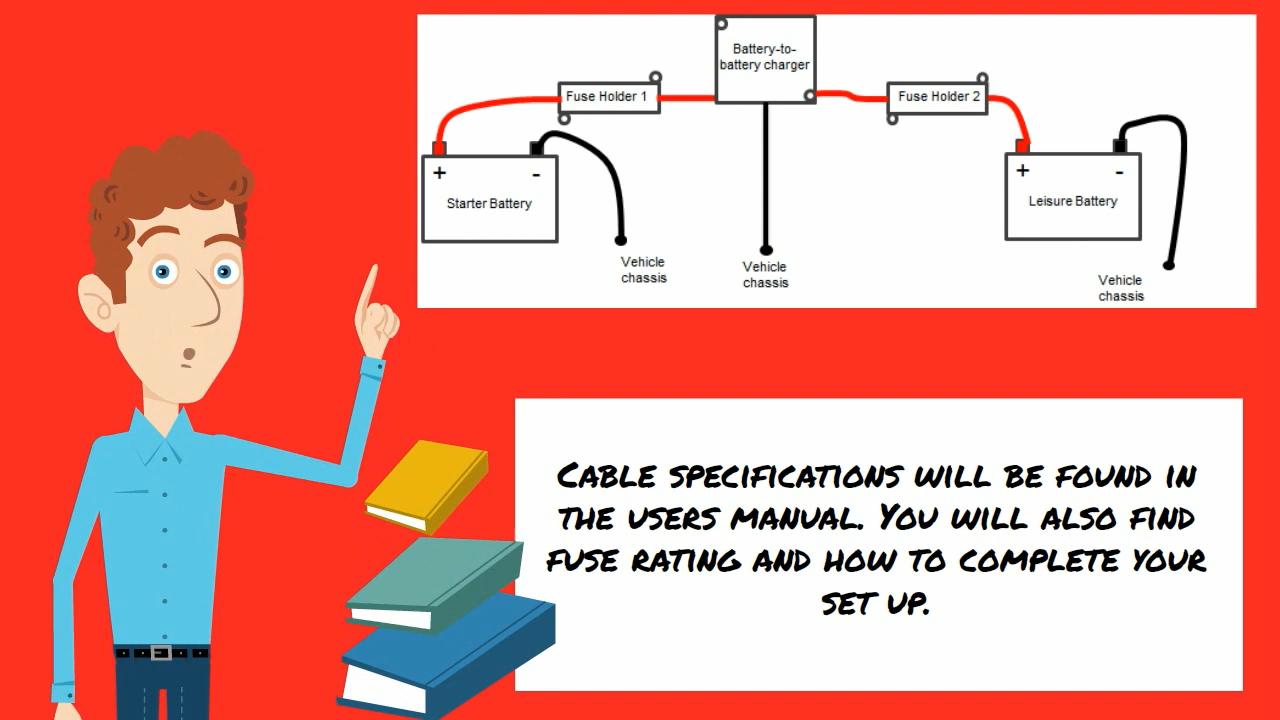 Battery-to-
battery charger
Fuse Holder 1
Fuse Holder 2
+ -
Starter Battery
+ -
Leisure Battery
Vehicle
chassis
Vehicle
chassis
Vehicle
chassis
CABLE SPECIFICATIONS WILL BE FOUND IN
THE USERS MANUAL. YOU WILL ALSO FIND
FUSE RATING AND HOW TO COMPLETE YOUR
SET UP.